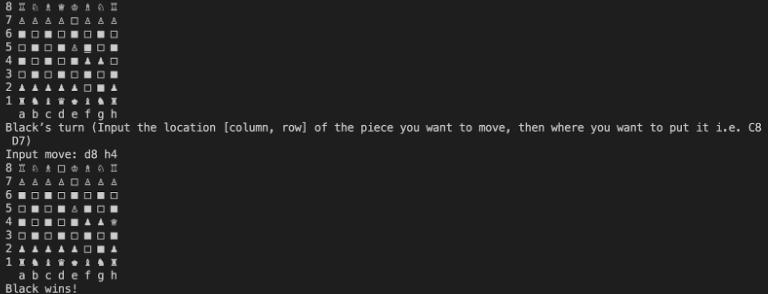 8 ♖ ♘ ♗ ♕ ♔ ♗ ♘ ♖
7 ♙ ♙ ♙ ♙ □ ♙ ♙ ♙
6 ■ □ ■ □ ■ □ ■ □
5 □ ■ □ ■ ♙ ■ □ ■
4 ■ □ ■ □ ■ ♟ ♟ □
3 □ ■ □ ■ □ ■ □ ■
2 ♟ ♟ ♟ ♟ ♟ □ ■ ♟
1 ♜ ♞ ♝ ♛ ♚ ♝ ♞ ♜
a b c d e f g h
Black's turn (Input the location [column, row] of the piece you want to move, then where you want to put it i.e. C8
D7)
Input move: d8 h4
8 ♖ ♘ ♗ □ ♔ ♗ ♘ ♖
7 ♙ ♙ ♙ ♙ □ ♙ ♙ ♙
6 ■ □ ■ □ ■ □ ■ □
5 □ ■ □ ■ ♙ ■ □ ■
4 ■ □ ■ □ ■ ♟ ♟ ♕
3 □ ■ □ ■ □ ■ □ ■
2 ♟ ♟ ♟ ♟ ♟ □ ■ ♟
1 ♜ ♞ ♝ ♛ ♚ ♝ ♞ ♜
a b c d e f g h
Black wins!